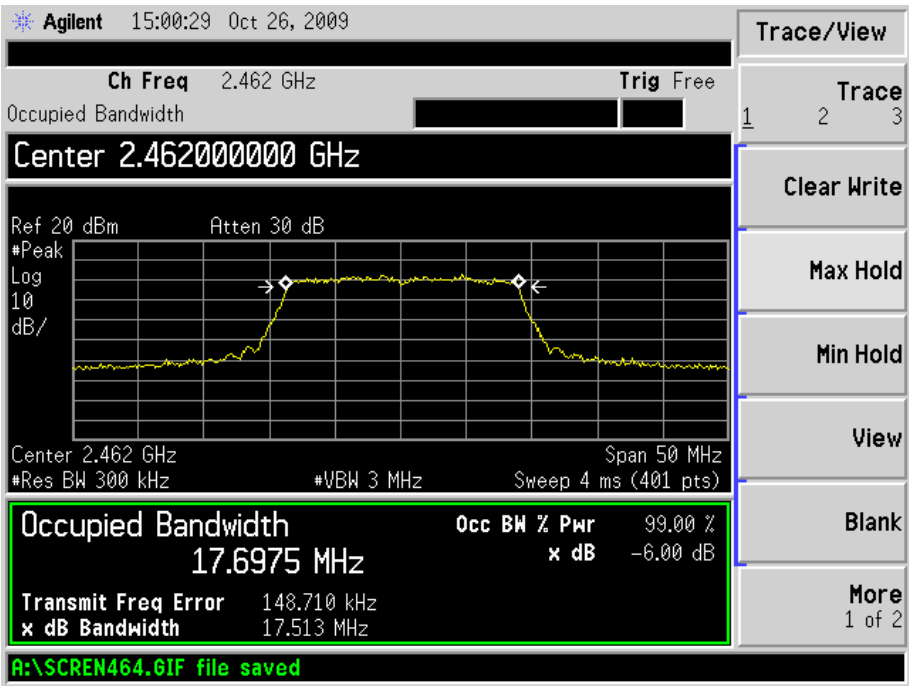 Agilent 15:00:29 Oct 26, 2009
Trace/View
Ch Freq 2.462 GHz Trig Free
Occupied Bandwidth
Trace
1 2 3
Center 2.462000000 GHz
Clear Write
Ref 20 dBm Atten 30 dB
#Peak
Log
10
dB/
Max Hold
Min Hold
View
Center 2.462 GHz Span 50 MHz
#Res BW 300 kHz #VBW 3 MHz Sweep 4 ms (401 pts)
Occupied Bandwidth Occ BW % Pwr 99.00 %
17.6975 MHz x dB -6.00 dB
Blank
Transmit Freq Error 148.710 kHz
x dB Bandwidth 17.513 MHz
More
1 of 2
A:\SCREN464.GIF file saved